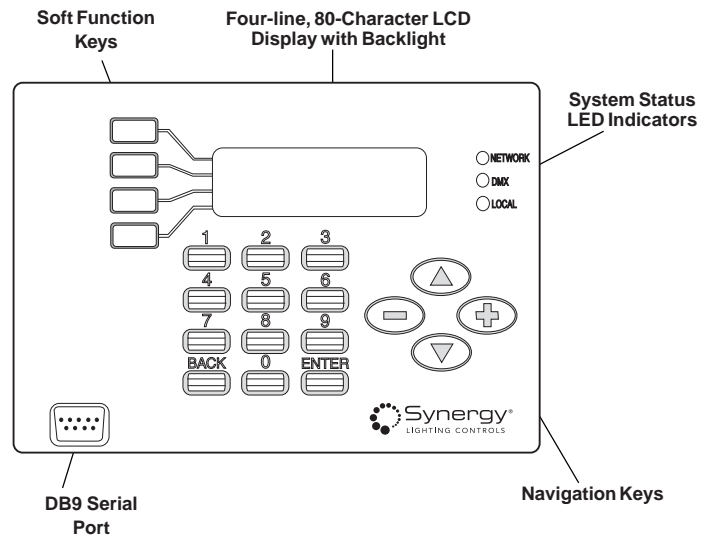 Soft Function
Keys
Four-line, 80-Character LCD
Display with Backlight
System Status
LED Indicators
NETWORK
DMX
LOCAL
1 2 3
4 5 6
7 8 9
BACK 0 ENTER
Synergy®
LIGHTING CONTROLS
DB9 Serial
Port
Navigation Keys